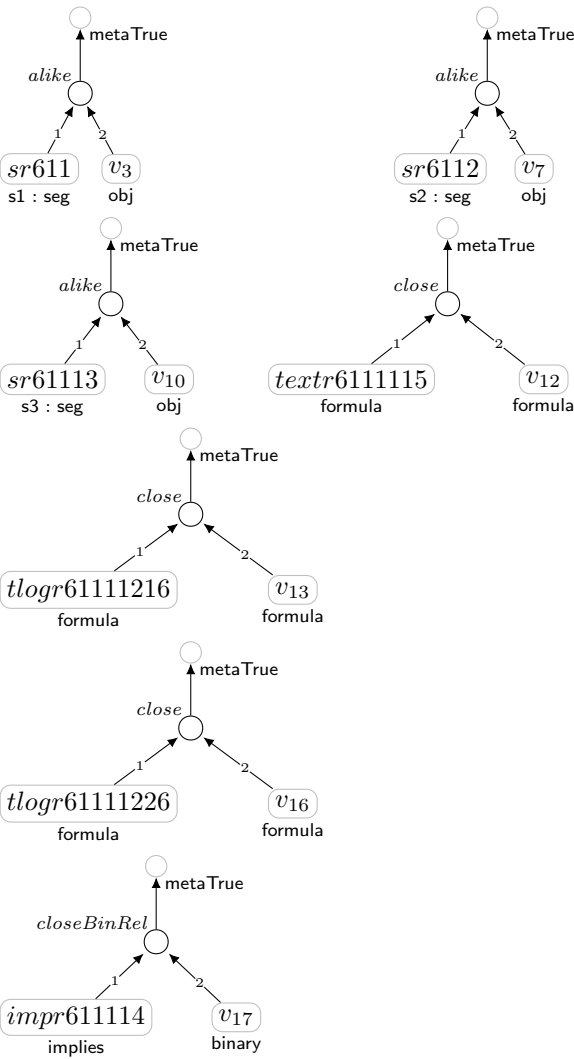 metaTrue
metaTrue
alike
alike
1 2
1 2
sr611 v₃
sr6112 v₇
s1 : seg obj
s2 : seg obj
metaTrue
metaTrue
alike
close
1 2
1 2
sr61113 v₁₀
textr6111115 v₁₂
s3 : seg obj
formula formula
metaTrue
close
1 2
tlogr61111216 v₁₃
formula formula
metaTrue
close
1 2
tlogr61111226 v₁₆
formula formula
metaTrue
closeBinRel
1 2
impr611114 v₁₇
implies binary